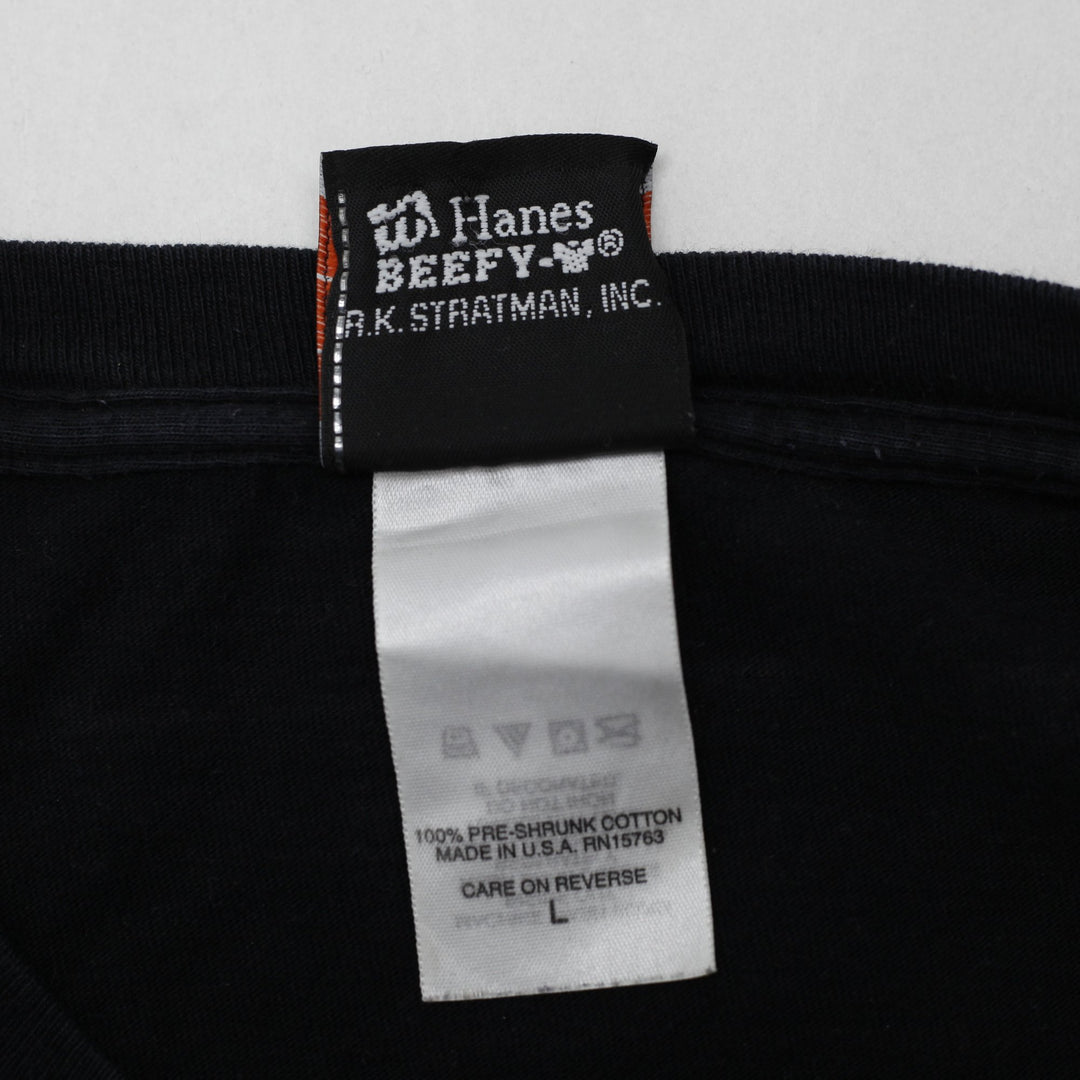 Hanes
BEEFY-T®
R.K. STRATMAN, INC.
100% PRE-SHRUNK COTTON
MADE IN U.S.A. RN15763
CARE ON REVERSE
L